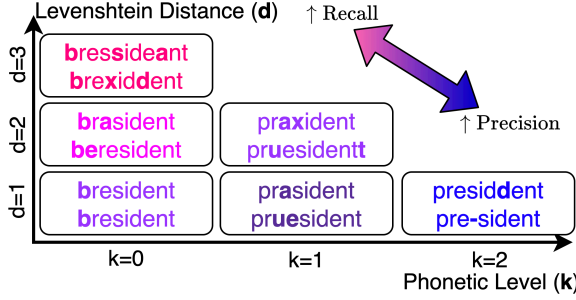 Levenshtein Distance (d)
↑ Recall
↑ Precision
d=3
bressideant
brexiddent
d=2
brasident
beresident
praxident
pruesidentt
d=1
bresident
bresident
prasident
pruesident
presiddent
pre-sident
k=0
k=1
k=2
Phonetic Level (k)